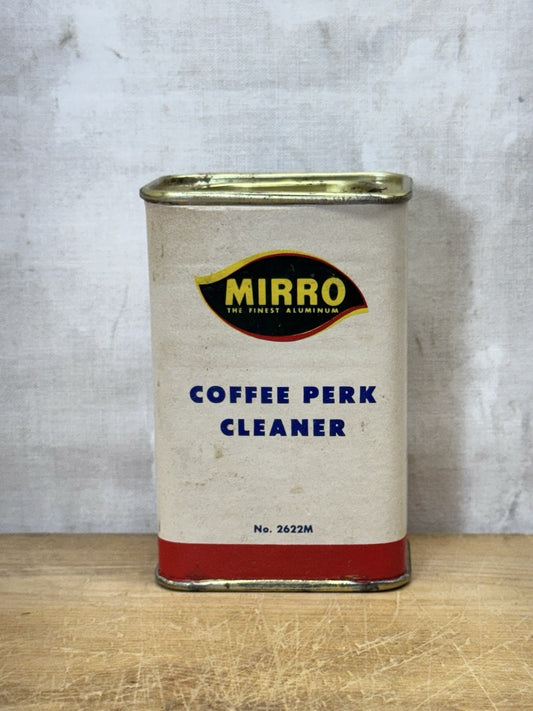 MIRRO
THE FINEST ALUMINUM
COFFEE PERK
CLEANER
No. 2622M